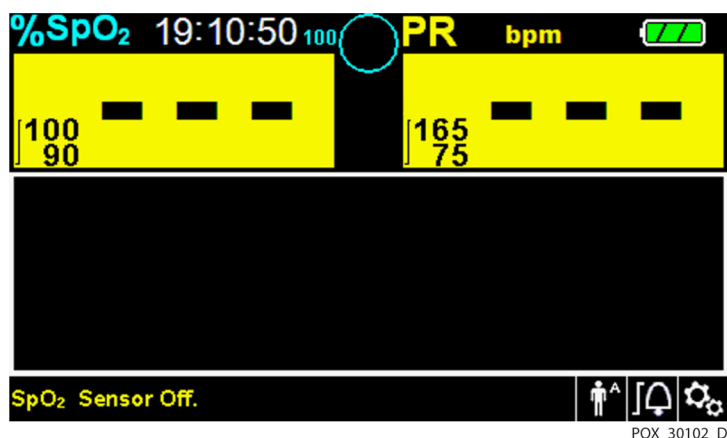 %SpO₂ 19:10:50 100 PR bpm
--- ---
100 165
90 75
SpO₂ Sensor Off.
A
POX_30102_D